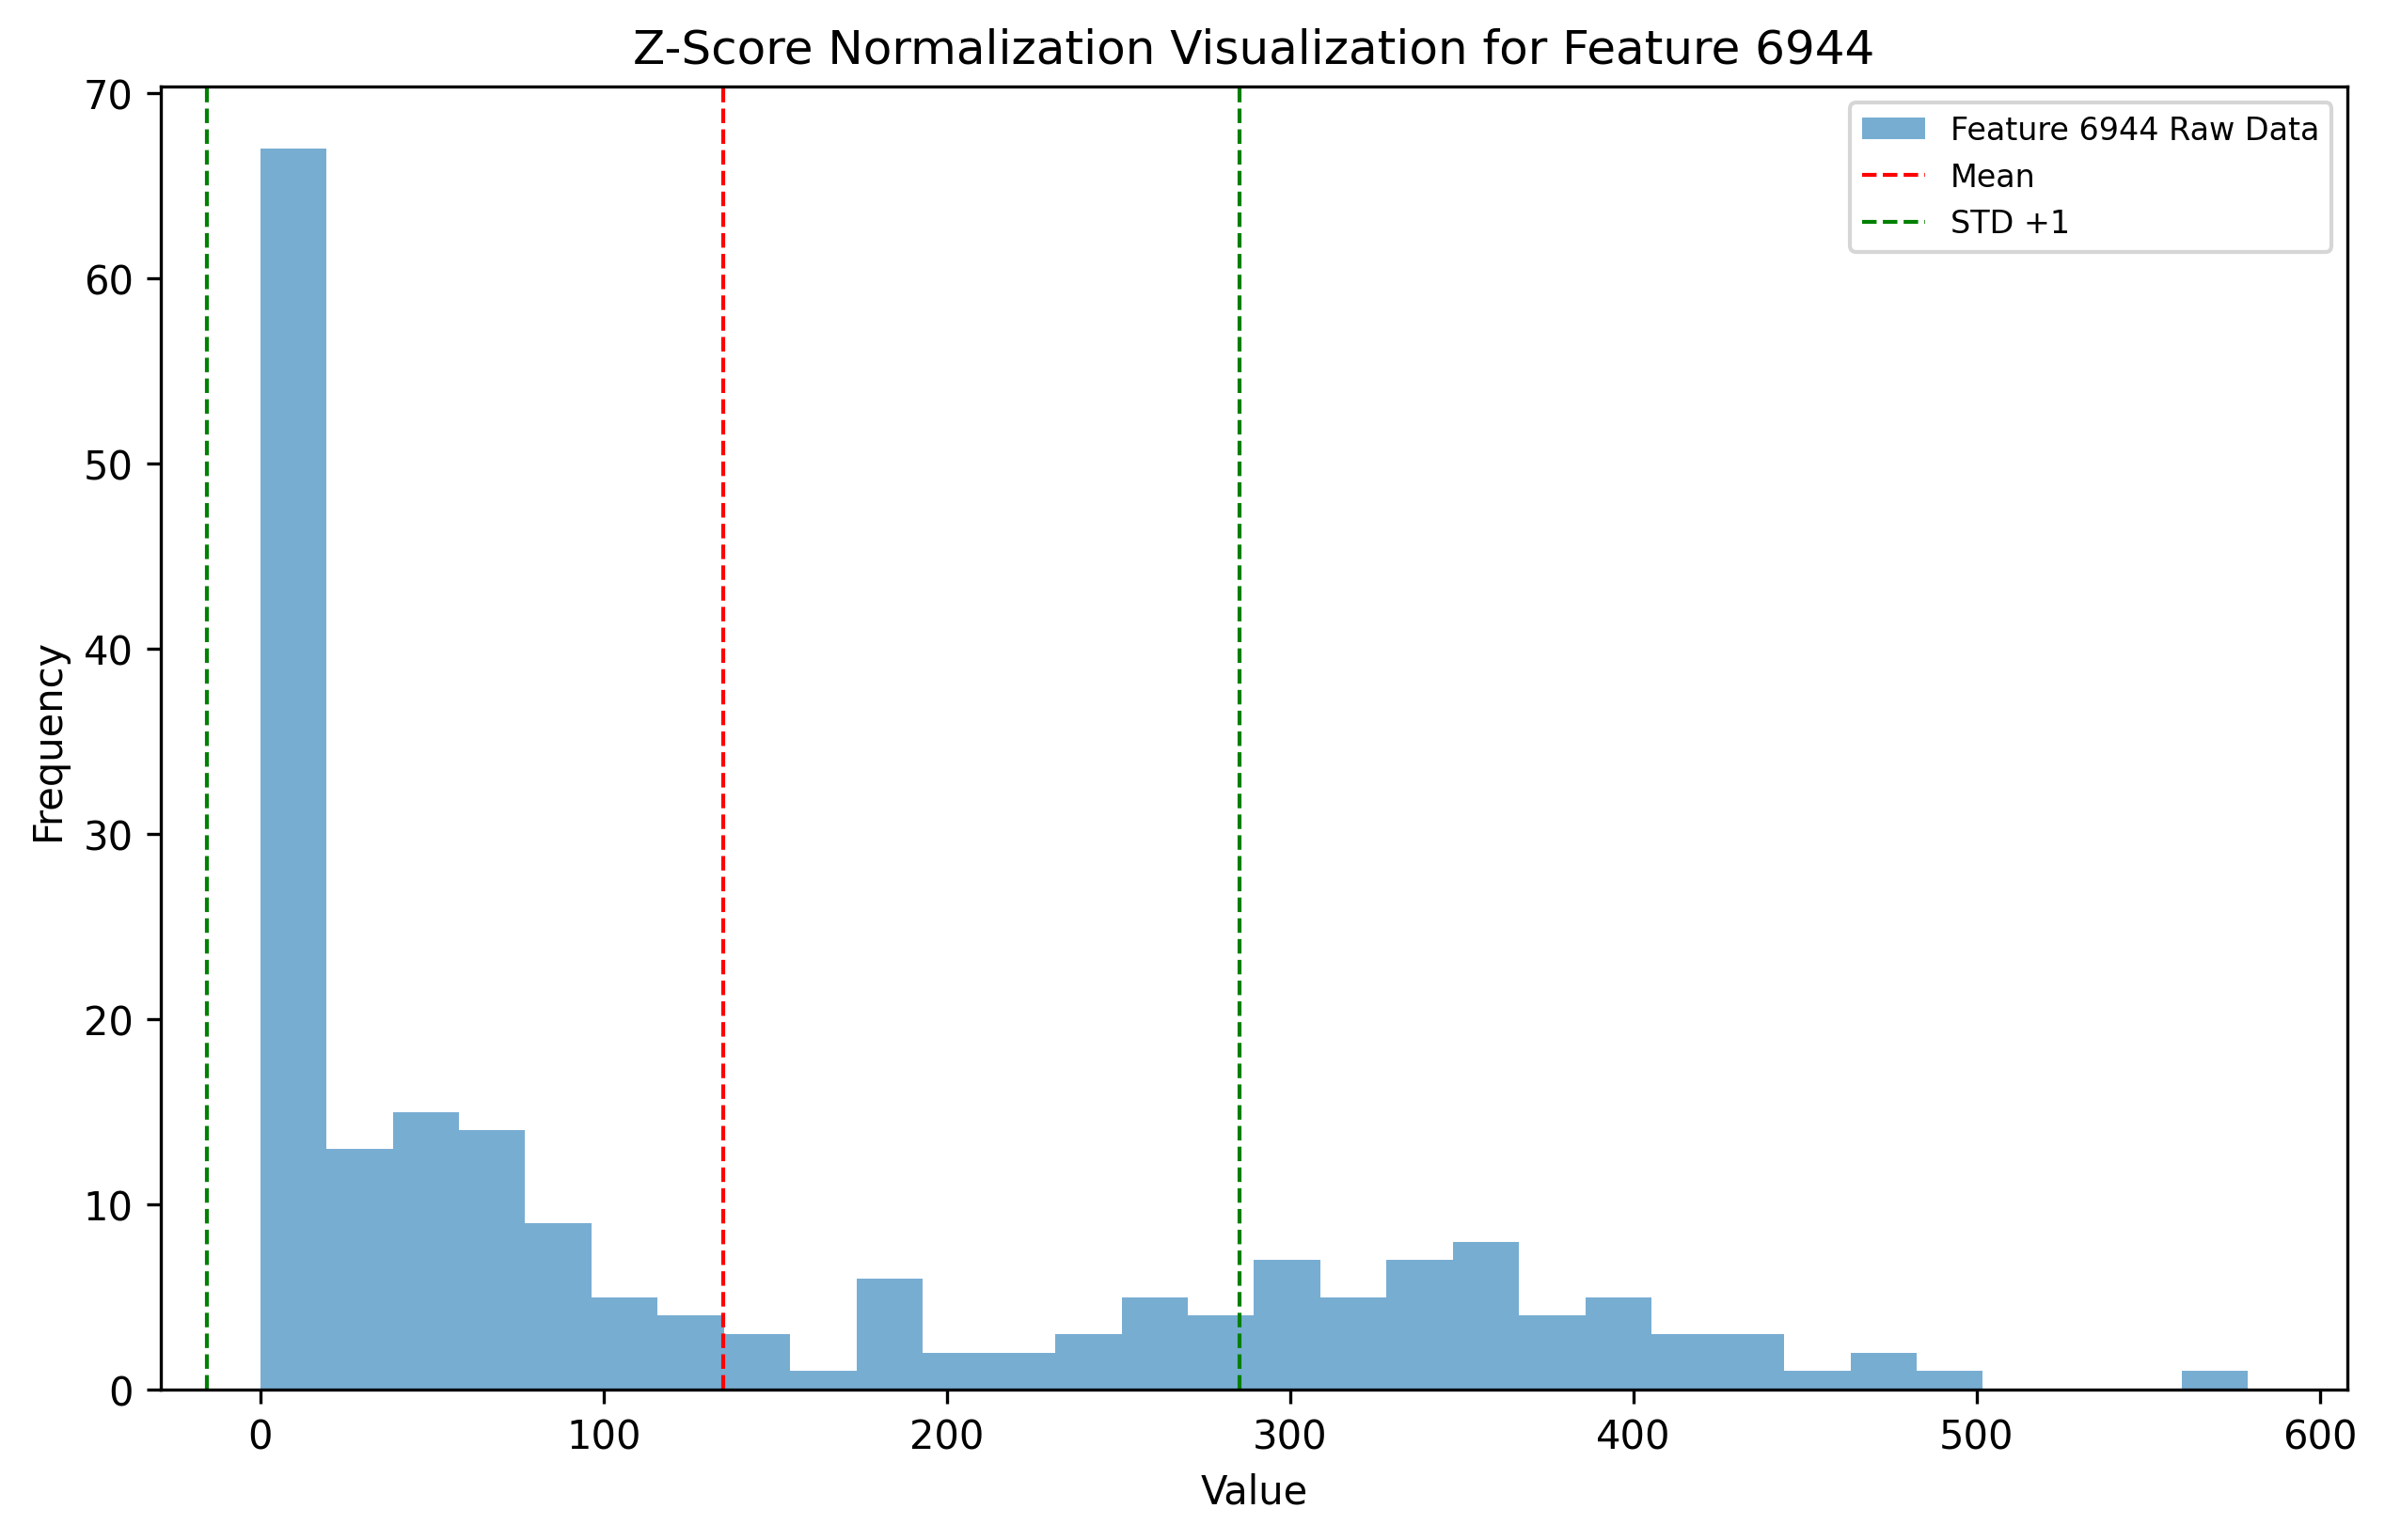 Z-Score Normalization Visualization for Feature 6944
Feature 6944 Raw Data
Mean
STD +1
Frequency
70
60
50
40
30
20
10
0
0 100 200 300 400 500 600
Value